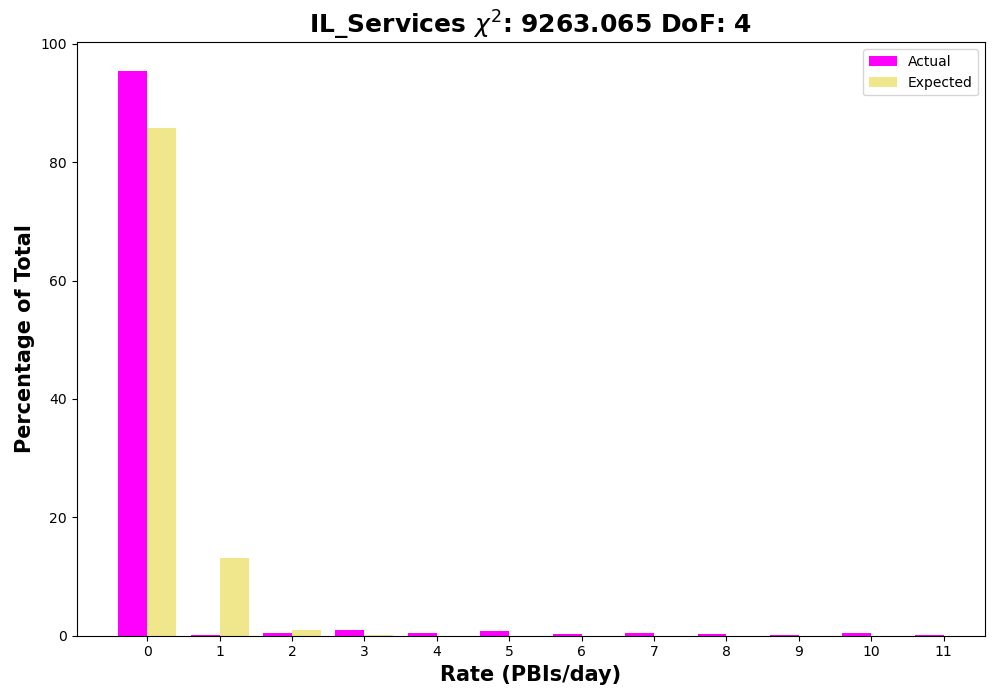 IL_Services χ²: 9263.065 DoF: 4
Actual
Expected
Percentage of Total
100
80
60
40
20
0
0 1 2 3 4 5 6 7 8 9 10 11
Rate (PBIs/day)